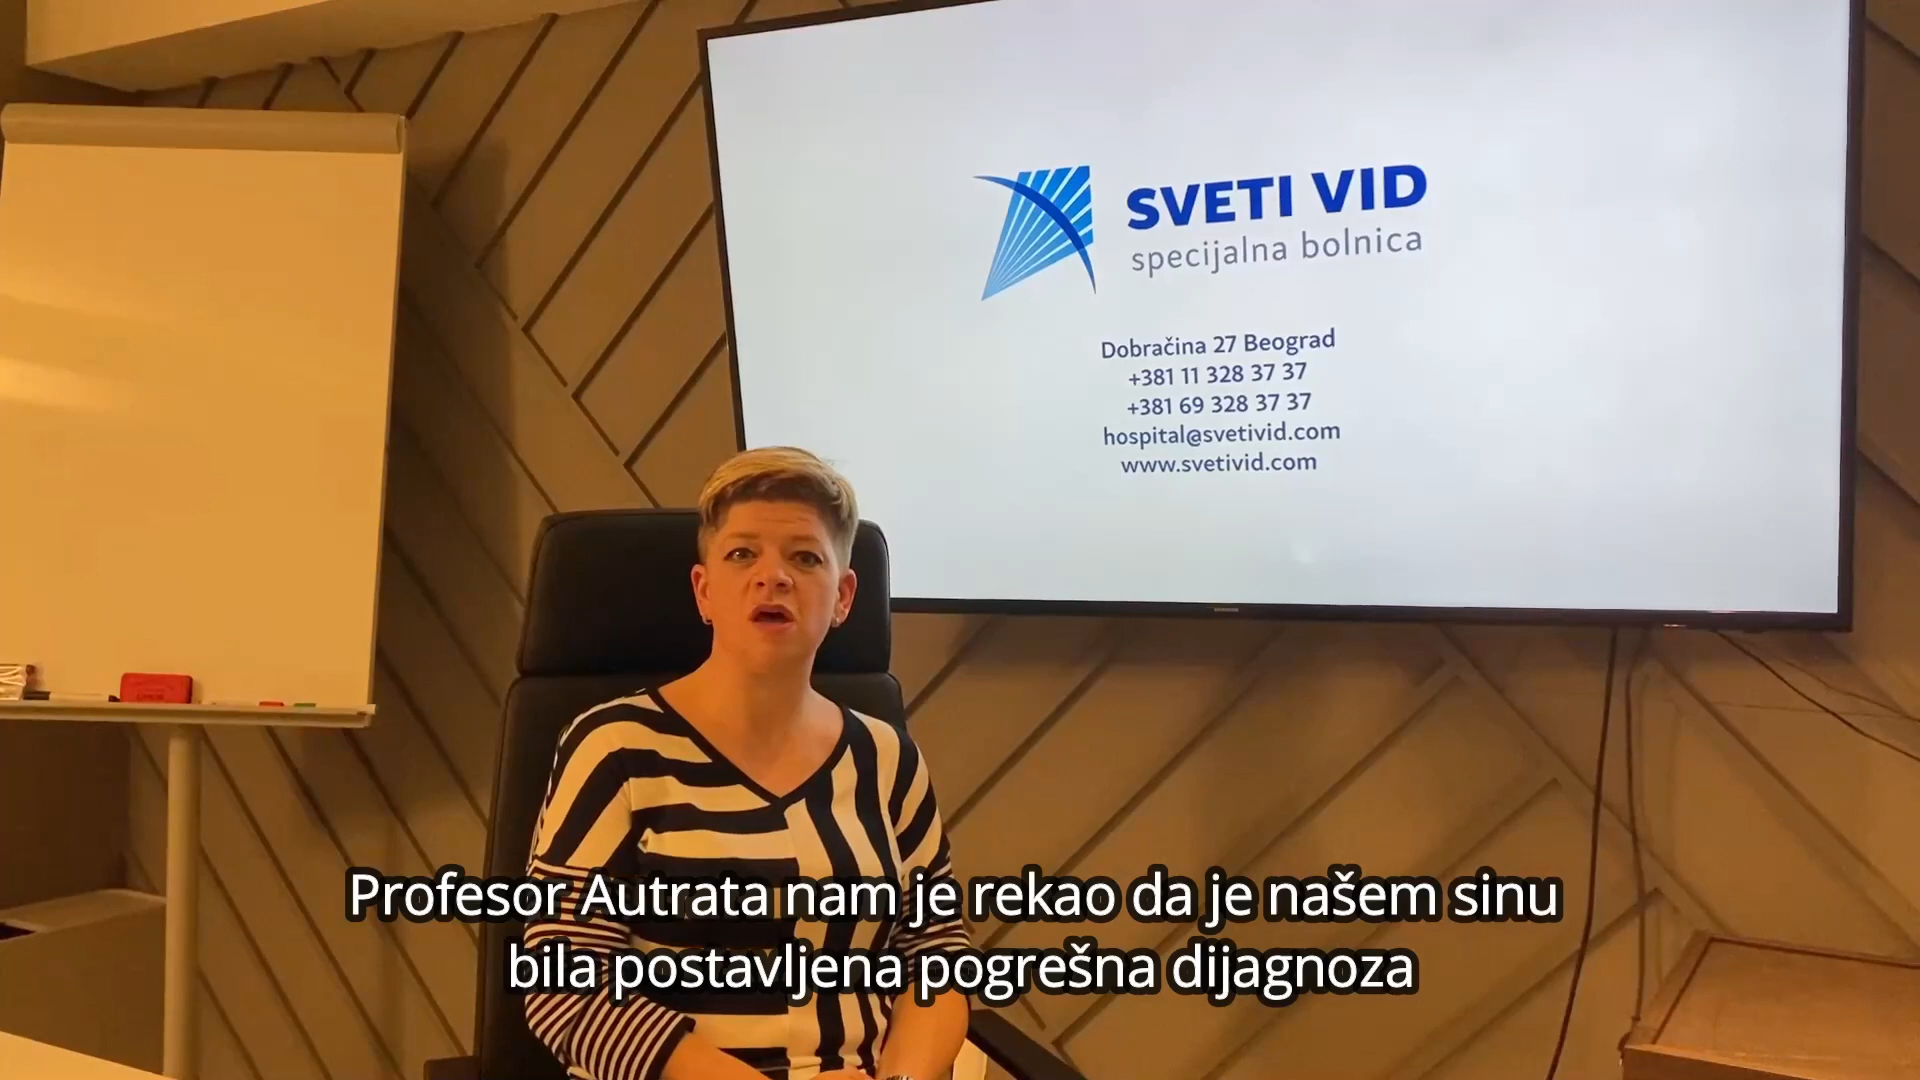 SVETI VID
specijalna bolnica
Dobračina 27 Beograd
+381 11 328 37 37
+381 69 328 37 37
hospital@svetivid.com
www.svetivid.com
Profesor Autrata nam je rekao da je našem sinu
bila postavljena pogrešna dijagnoza